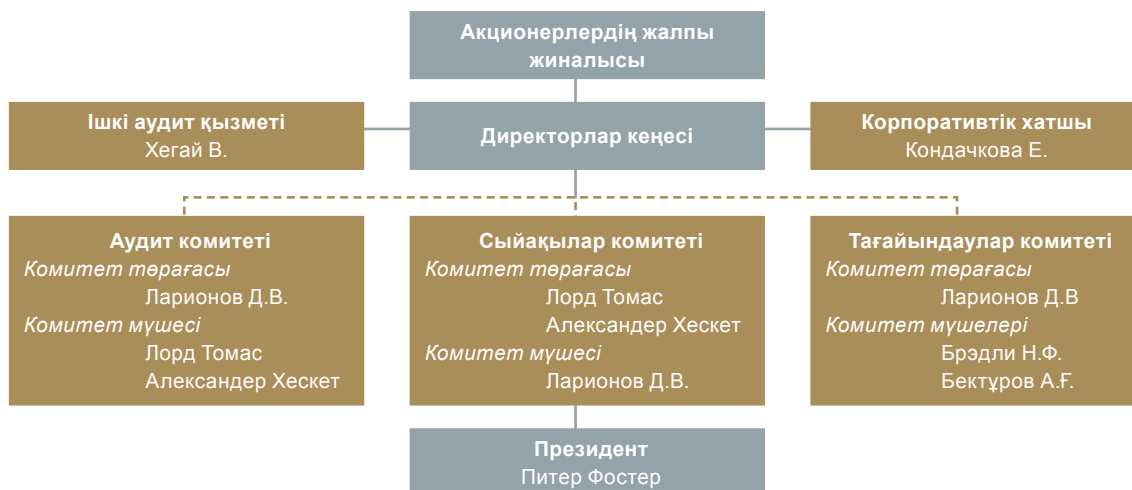 Акционерлердің жалпы
жиналысы
Ішкі аудит қызметі
Хегай В.
Директорлар кеңесі
Корпоративтік хатшы
Кондачкова Е.
Аудит комитеті
Комитет төрағасы
Ларионов Д.В.
Комитет мүшесі
Лорд Томас
Александер Хескет
Сыйақылар комитеті
Комитет төрағасы
Лорд Томас
Александер Хескет
Комитет мүшесі
Ларионов Д.В.
Тағайындаулар комитеті
Комитет төрағасы
Ларионов Д.В
Комитет мүшелері
Брэдли Н.Ф.
Бектұров А.Ғ.
Президент
Питер Фостер